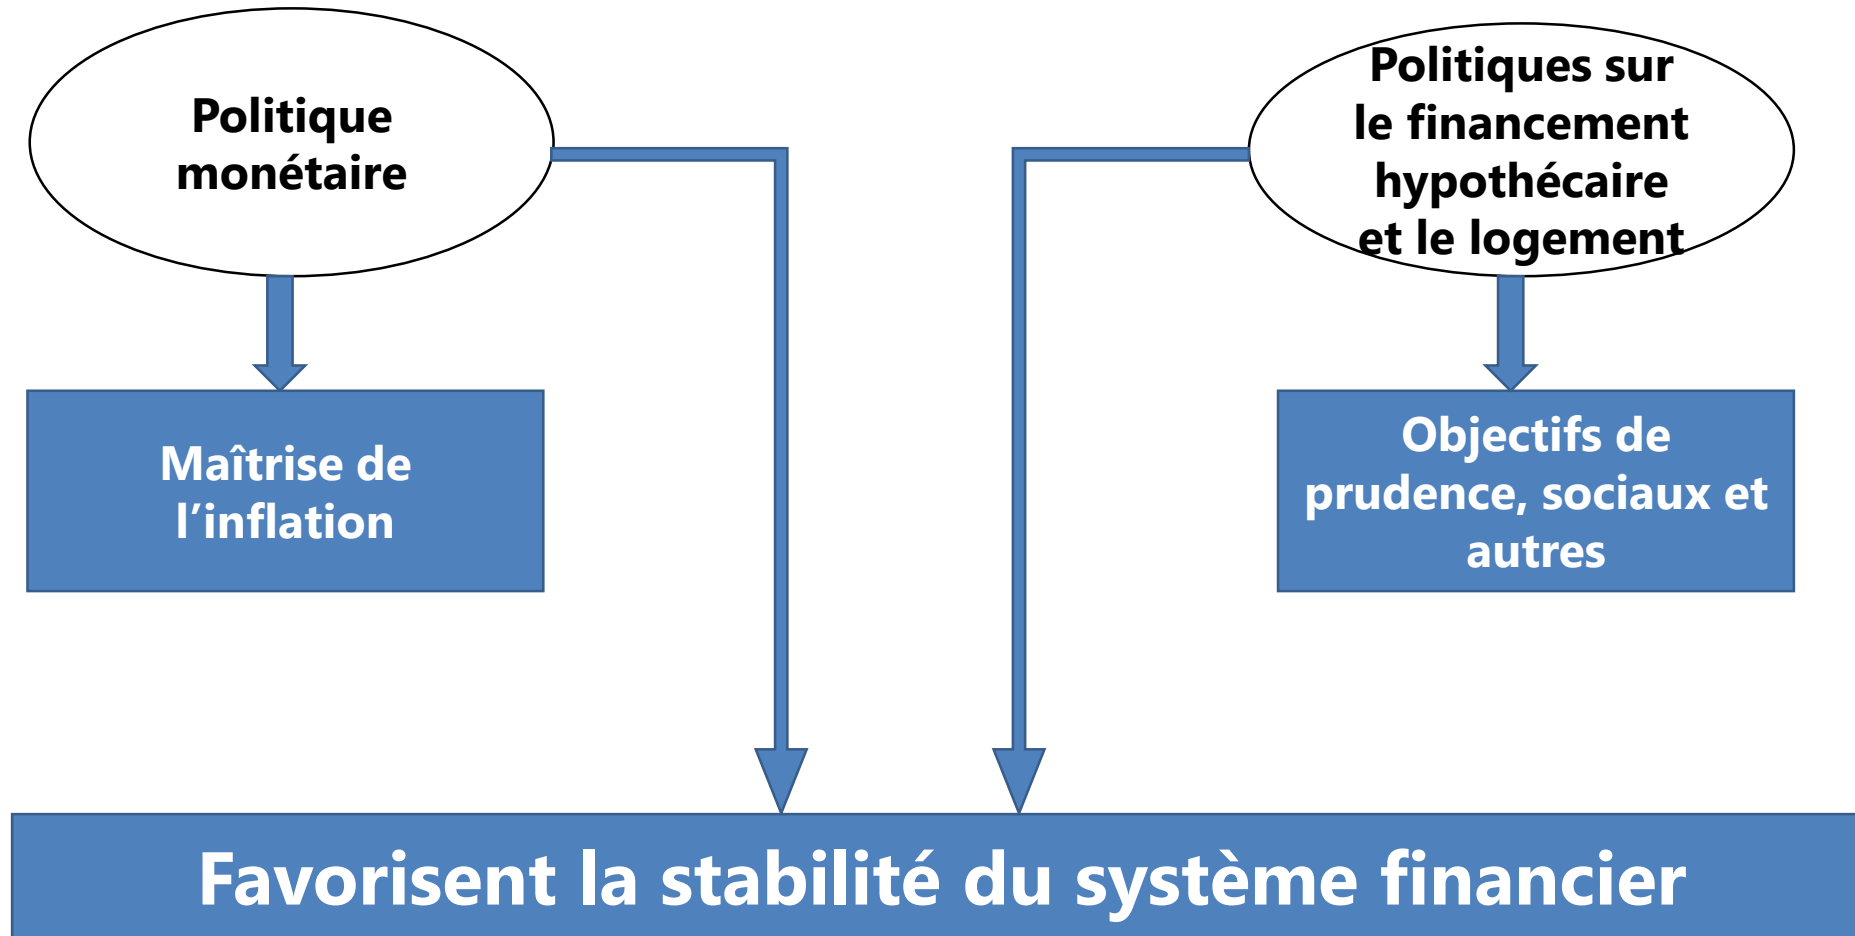 Politique
monétaire
Politiques sur
le financement
hypothécaire
et le logement
Maîtrise de
l’inflation
Objectifs de
prudence, sociaux et
autres
Favorisent la stabilité du système financier